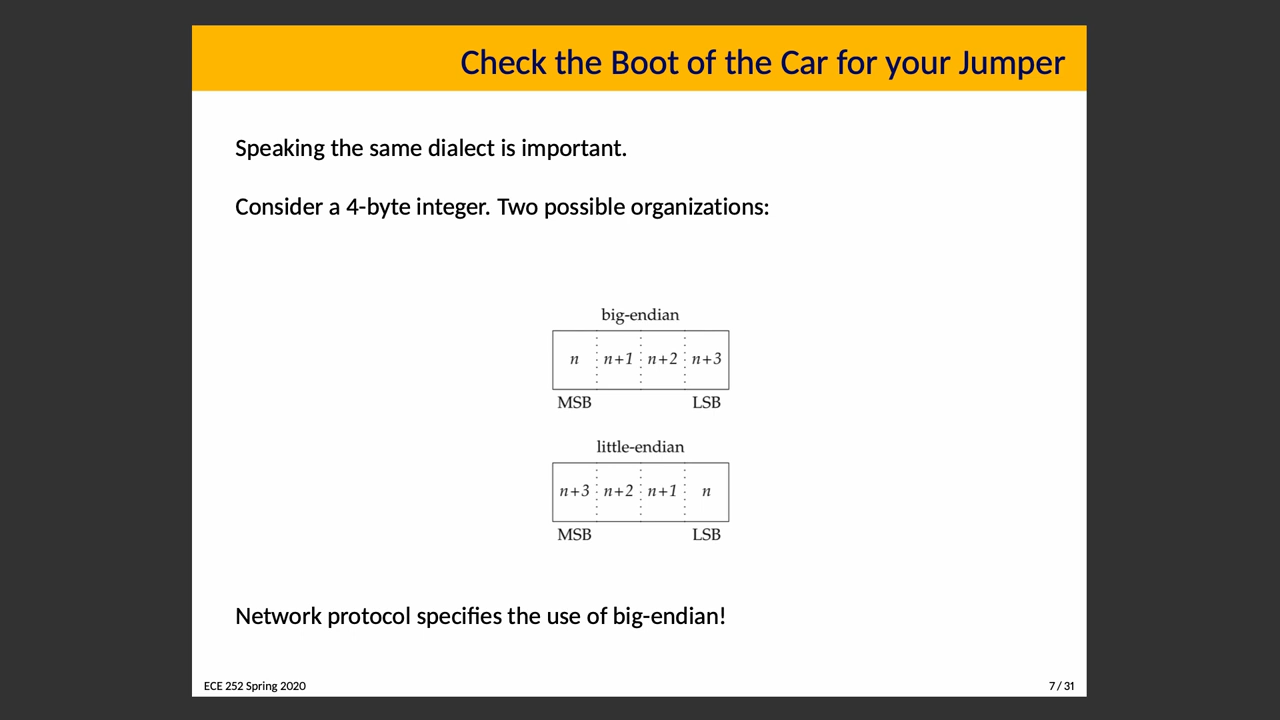 Check the Boot of the Car for your Jumper
Speaking the same dialect is important.
Consider a 4-byte integer. Two possible organizations:
big-endian
n n+1 n+2 n+3
MSB LSB
little-endian
n+3 n+2 n+1 n
MSB LSB
Network protocol specifies the use of big-endian!
ECE 252 Spring 2020 7 / 31